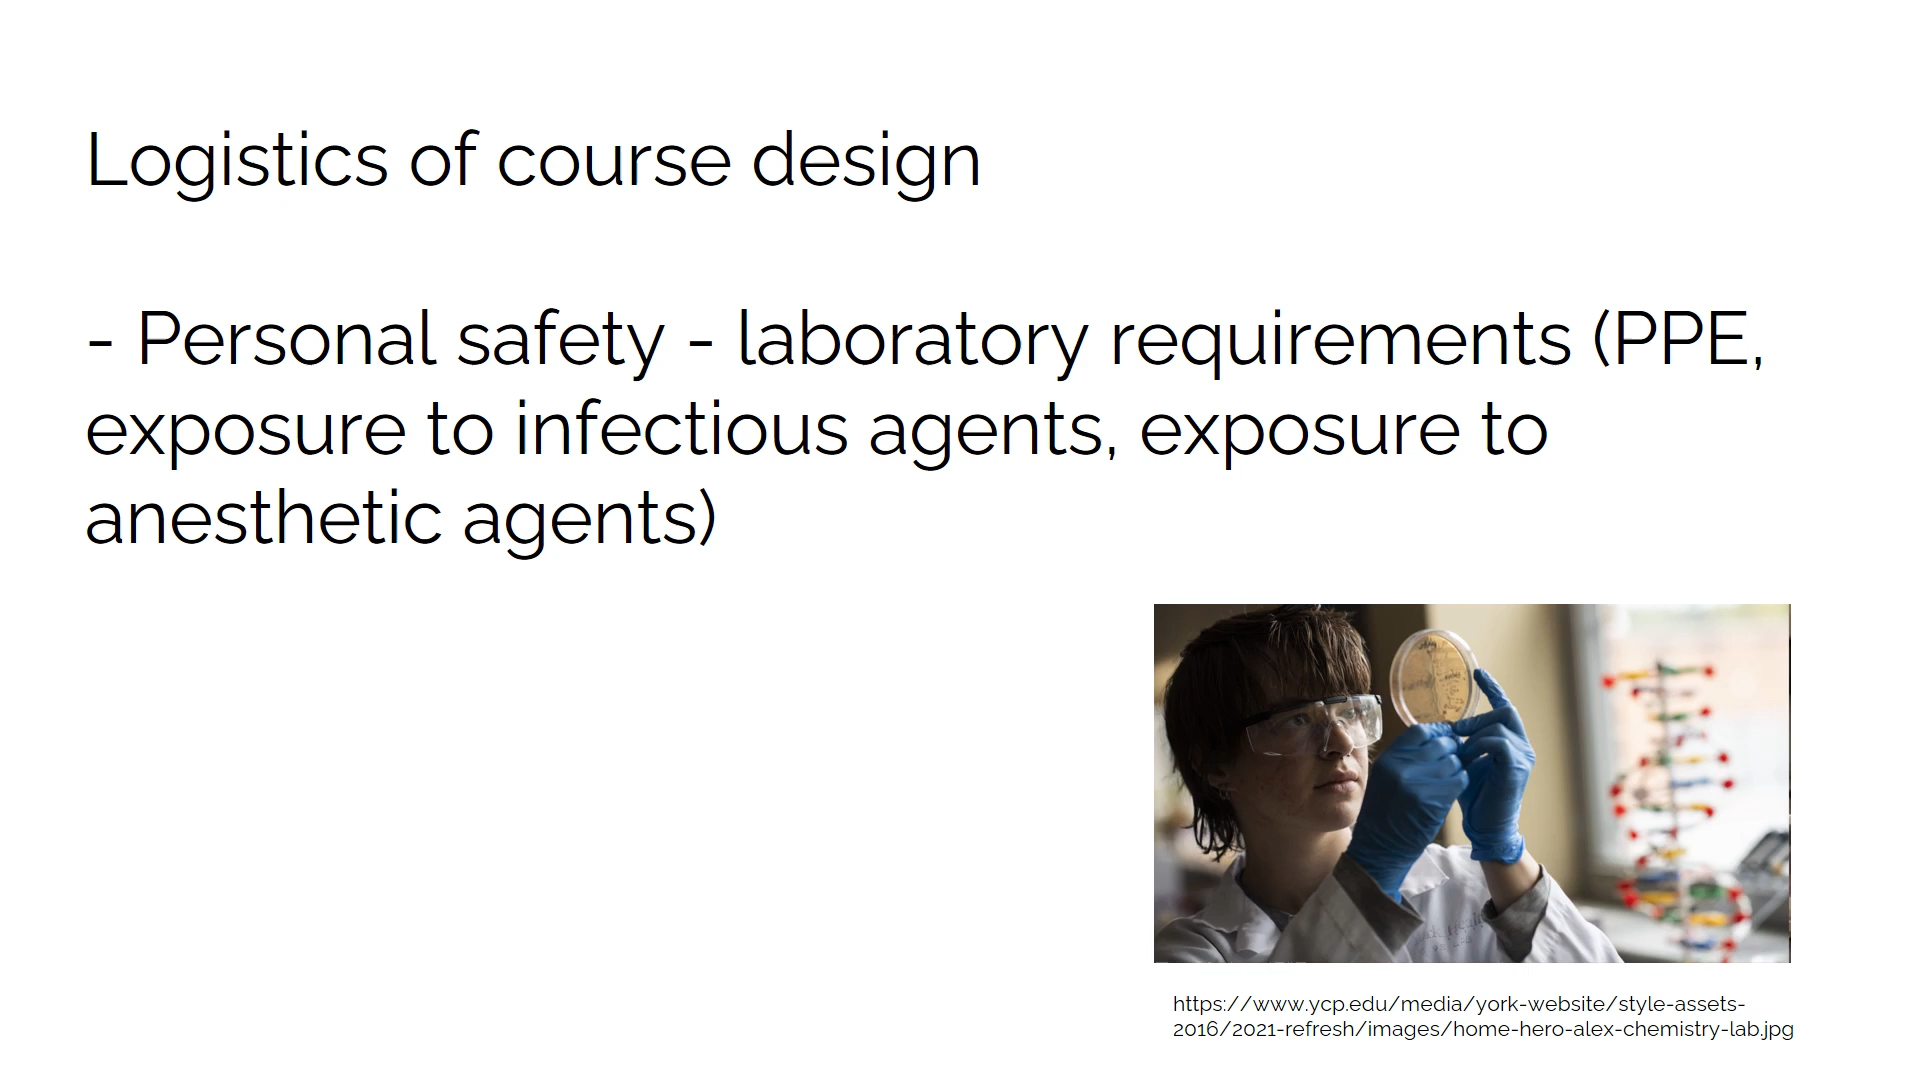 Logistics of course design
- Personal safety - laboratory requirements (PPE,
exposure to infectious agents, exposure to
anesthetic agents)
https://www.ycp.edu/media/york-website/style-assets-
2016/2021-refresh/images/home-hero-alex-chemistry-lab.jpg